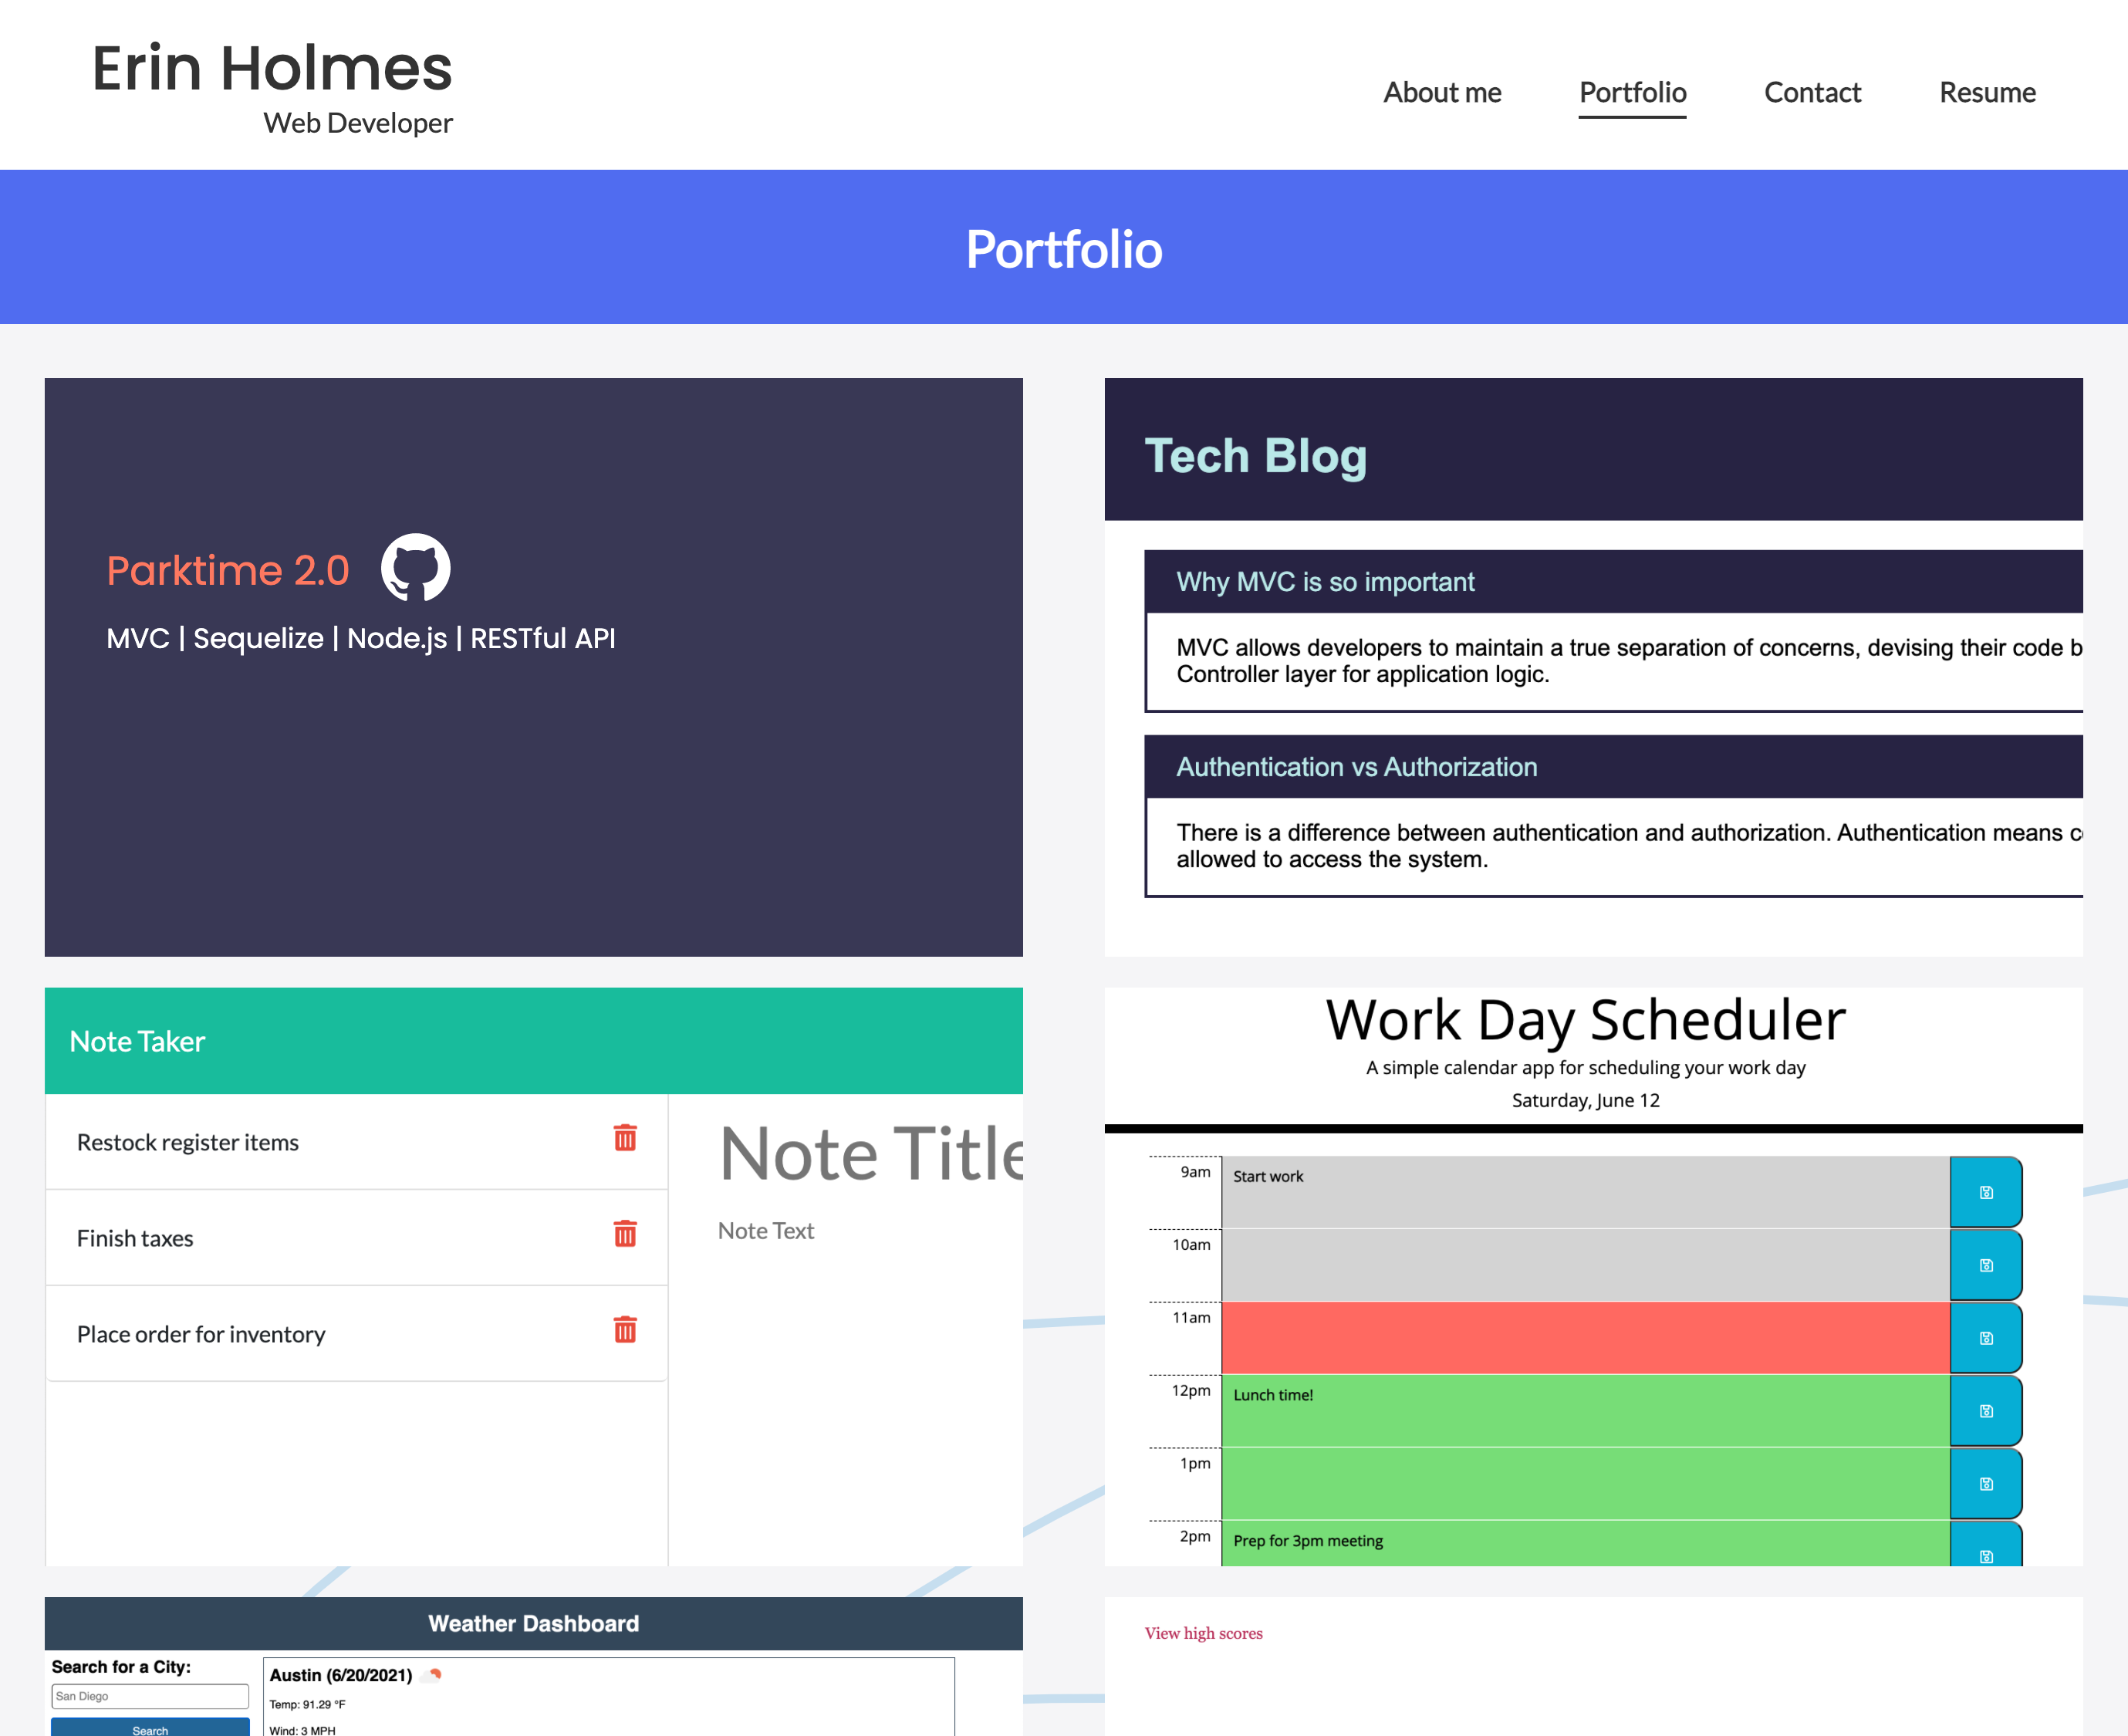 Erin Holmes
Web Developer
About me
Portfolio
Contact
Resume
Portfolio
Parktime 2.0
MVC | Sequelize | Node.js | RESTful API
Tech Blog
Why MVC is so important
MVC allows developers to maintain a true separation of concerns, devising their code b
Controller layer for application logic.
Authentication vs Authorization
There is a difference between authentication and authorization. Authentication means c
allowed to access the system.
Note Taker
Restock register items
Finish taxes
Place order for inventory
Note Title
Note Text
Work Day Scheduler
A simple calendar app for scheduling your work day
Saturday, June 12
9am
Start work
10am
11am
12pm
Lunch time!
1pm
2pm
Prep for 3pm meeting
Weather Dashboard
Search for a City:
San Diego
Search
Austin (6/20/2021)
Temp: 91.29 °F
Wind: 3 MPH
View high scores